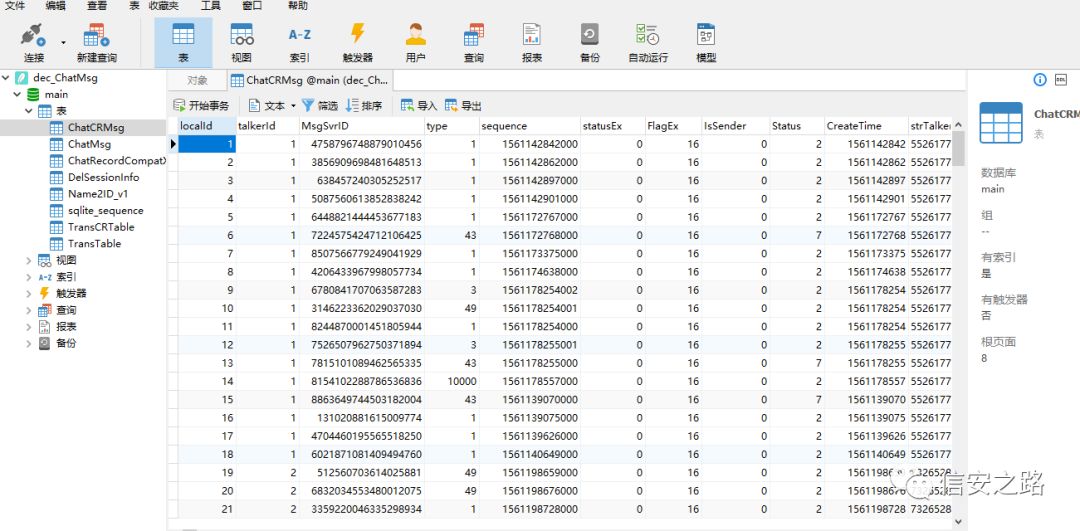 文件 编辑 查看 表 收藏夹 工具 窗口 帮助
连接 新建查询 表 视图 索引 触发器 用户 查询 报表 备份 自动运行 模型
A-Z
dec_ChatMsg
main
表
ChatCRMsg
ChatMsg
ChatRecordCompatX
DelSessionInfo
Name2ID_v1
sqlite_sequence
TransCRTable
TransTable
视图
A-Z 索引
触发器
查询
报表
备份
对象 ChatCRMsg @main (dec_Ch...
开始事务 文本 筛选 排序 导入 导出
localId talkerId MsgSvrID type sequence statusEx FlagEx IsSender Status CreateTime strTalker
1 1 4758796748879010456 1 1561142842000 0 16 0 2 1561142842 5526177
2 1 3856909698481648513 1 1561142862000 0 16 0 2 1561142862 5526177
3 1 638457240305252517 1 1561142897000 0 16 0 2 1561142897 5526177
4 1 5087560613852838242 1 1561142901000 0 16 0 2 1561142901 5526177
5 1 6448821444453677183 1 1561172767000 0 16 0 2 1561172767 5526177
6 1 7224575424712106425 43 1561172768000 0 16 0 7 1561172768 5526177
7 1 8507566779249041929 1 1561173375000 0 16 0 2 1561173375 5526177
8 1 4206433967998057734 1 1561174638000 0 16 0 2 1561174638 5526177
9 1 6780841707063587283 3 1561178254002 0 16 0 2 1561178254 5526177
10 1 3146223362029037030 49 1561178254001 0 16 0 2 1561178254 5526177
11 1 8244870001451805944 1 1561178254000 0 16 0 2 1561178254 5526177
12 1 7526507962750371894 3 1561178255001 0 16 0 2 1561178255 5526177
13 1 7815101089462565335 43 1561178255000 0 16 0 7 1561178255 5526177
14 1 8154102288786536836 10000 1561178557000 0 16 0 2 1561178557 5526177
15 1 8863649744503182004 43 1561139070000 0 16 0 7 1561139070 5526177
16 1 131020881615009774 1 1561139075000 0 16 0 2 1561139075 5526177
17 1 4704460195565518250 1 1561139626000 0 16 0 2 1561139626 5526177
18 1 6021871081409494760 1 1561140649000 0 16 0 2 1561140649 5526177
19 2 512560703614025881 49 1561198659000 0 16 0 2
20 2 6832034553480012075 49 1561198676000 0 16 0 2
21 2 3359220046335298934 1 1561198728000 0 16 0 2 1561198728 7326528
DDL
ChatCRM
表
数据库
main
组
--
有索引
是
有触发器
否
根页面
8
信安之路